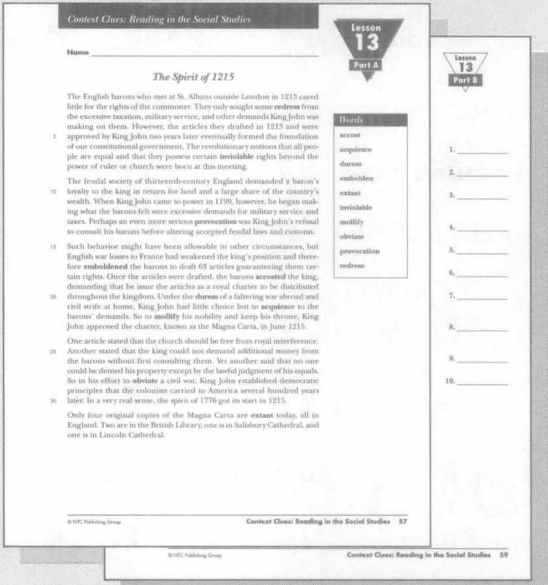 Context Clues: Reading in the Social Studies
Lesson
13
Part A
Name
The Spirit of 1215
The English barons who met at St. Albans outside London in 1213 cared
little for the rights of the commoner. They only sought some redress from
the excessive taxation, military service, and other demands King John was
making on them. However, the articles they drafted in 1213 and were
5 approved by King John two years later eventually formed the foundation
of our constitutional government. The revolutionary notions that all peo-
ple are equal and that they possess certain inviolable rights beyond the
power of ruler or church were born at this meeting.
The feudal society of thirteenth-century England demanded a baron's
10 loyalty to the king in return for land and a large share of the country's
wealth. When King John came to power in 1199, however, he began mak-
ing what the barons felt were excessive demands for military service and
taxes. Perhaps an even more serious provocation was King John's refusal
to consult his barons before altering accepted feudal laws and customs.
15 Such behavior might have been allowable in other circumstances, but
English war losses to France had weakened the king's position and there-
fore emboldened the barons to draft 63 articles guaranteeing them cer-
tain rights. Once the articles were drafted, the barons accosted the king,
demanding that he issue the articles as a royal charter to be distributed
20 throughout the kingdom. Under the duress of a faltering war abroad and
civil strife at home, King John had little choice but to acquiesce to the
barons' demands. So to mollify his nobility and keep his throne, King
John approved the charter, known as the Magna Carta, in June 1215.
One article stated that the church should be free from royal interference.
25 Another stated that the king could not demand additional money from
the barons without first consulting them. Yet another said that no one
could be denied his property except by the lawful judgment of his equals.
So in his effort to obviate a civil war, King John established democratic
principles that the colonists carried to America several hundred years
30 later. In a very real sense, the spirit of 1776 got its start in 1215.
Only four original copies of the Magna Carta are extant today, all in
England. Two are in the British Library, one is in Salisbury Cathedral, and
one is in Lincoln Cathedral.
Words
accost
acquiesce
duress
embolden
extant
inviolable
mollify
obviate
provocation
redress
© NTC Publishing Group
Context Clues: Reading in the Social Studies 57
Lesson
13
Part B
1.
2.
3.
4.
5.
6.
7.
8.
9.
10.
© NTC Publishing Group
Context Clues: Reading in the Social Studies 59